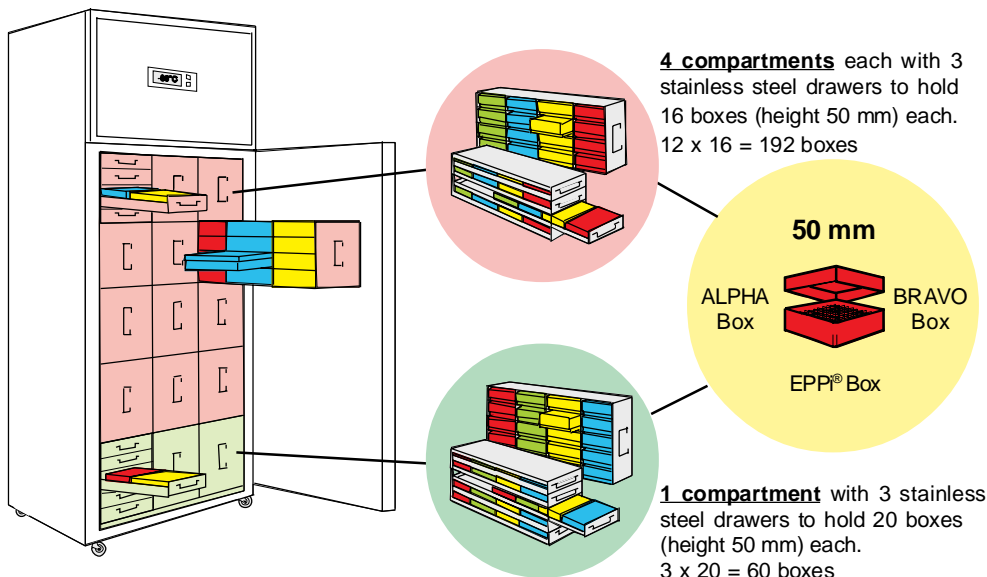 -86°C
4 compartments each with 3
stainless steel drawers to hold
16 boxes (height 50 mm) each.
12 x 16 = 192 boxes
50 mm
ALPHA
Box
BRAVO
Box
EPPi® Box
1 compartment with 3 stainless
steel drawers to hold 20 boxes
(height 50 mm) each.
3 x 20 = 60 boxes